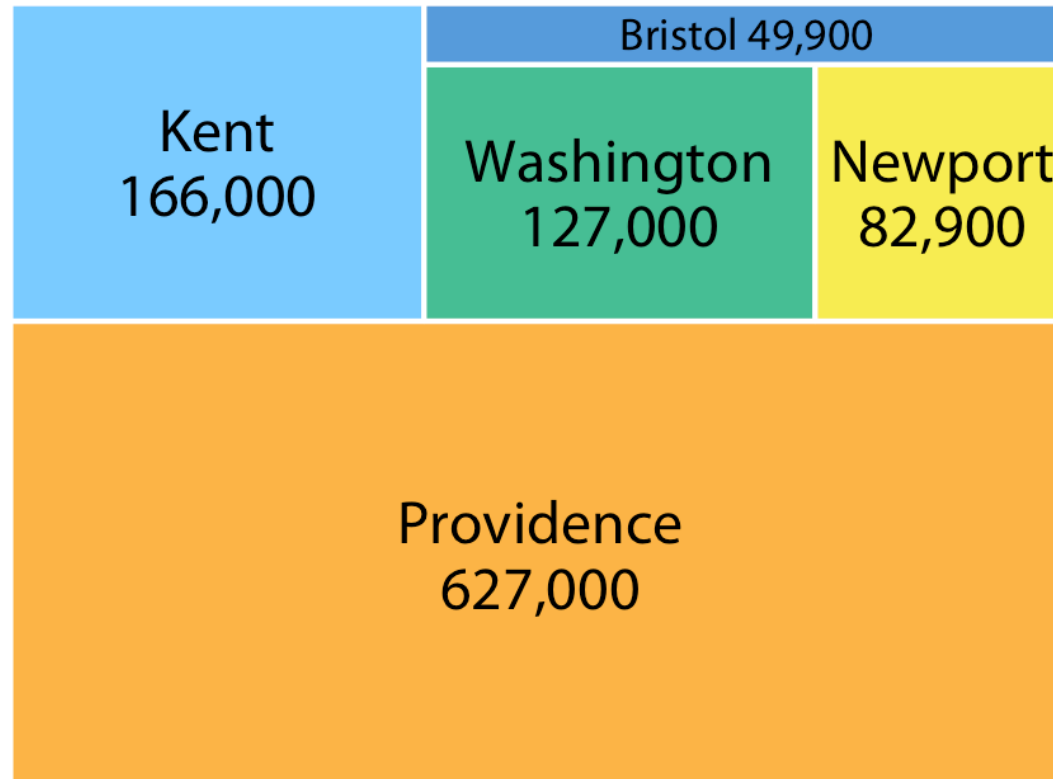 Kent
166,000
Bristol 49,900
Washington
127,000
Newport
82,900
Providence
627,000